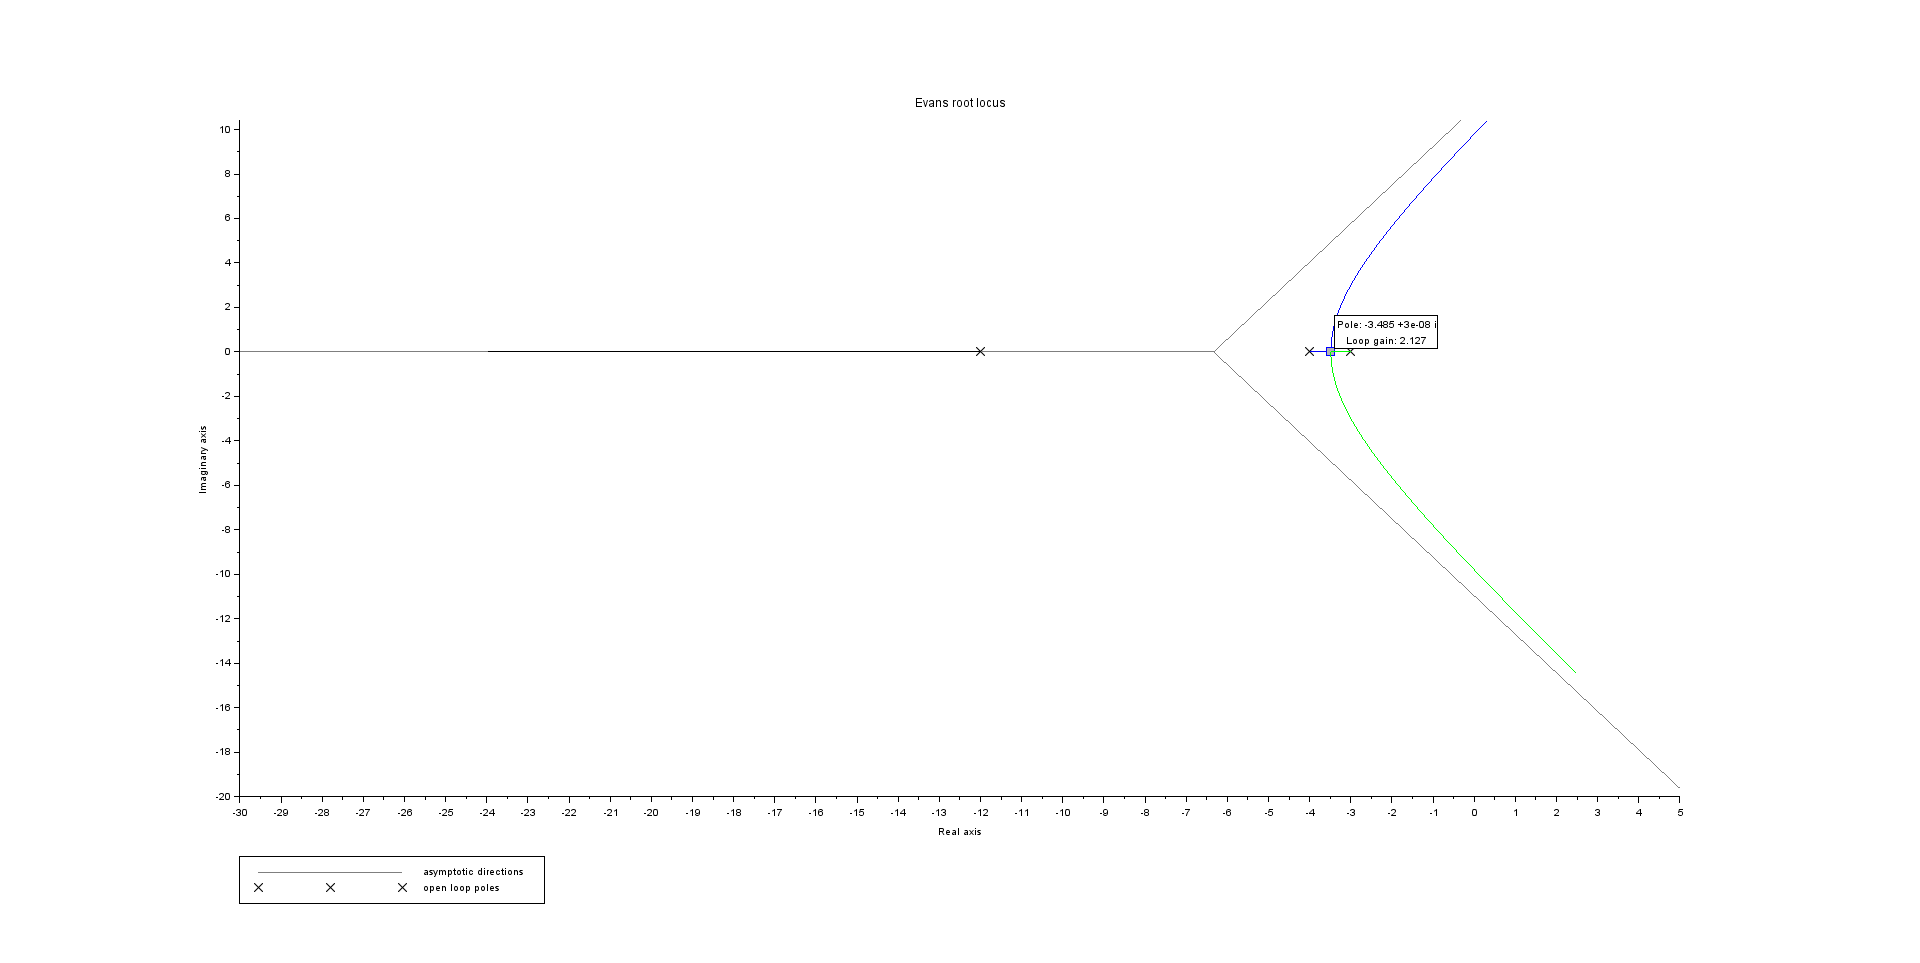 Evans root locus
10
8
6
4
2
0
-2
-4
-6
-8
-10
-12
-14
-16
-18
-20
Imaginary axis
Pole: -3.485 +3e-08 i
Loop gain: 2.127
-30 -29 -28 -27 -26 -25 -24 -23 -22 -21 -20 -19 -18 -17 -16 -15 -14 -13 -12 -11 -10 -9 -8 -7 -6 -5 -4 -3 -2 -1 0 1 2 3 4 5
Real axis
asymptotic directions
open loop poles